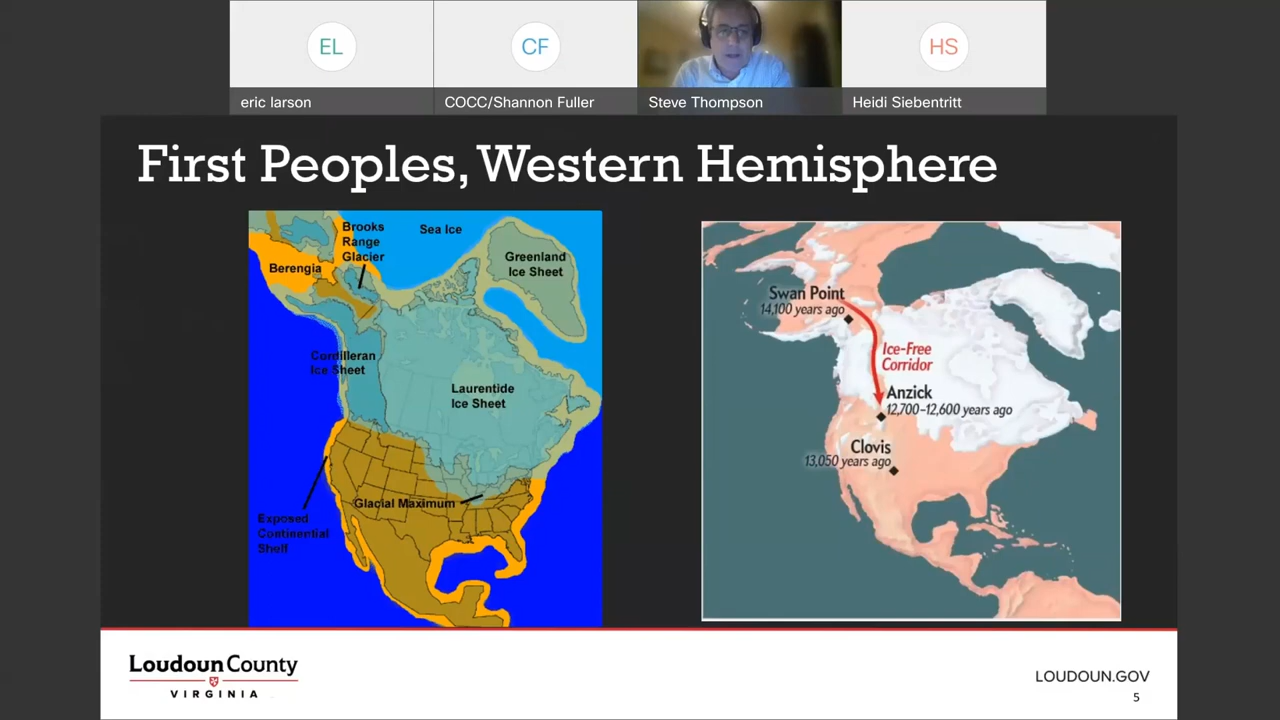 EL
CF
HS
eric larson
COCC/Shannon Fuller
Steve Thompson
Heidi Siebentritt
First Peoples, Western Hemisphere
Brooks
Range
Glacier
Sea Ice
Berengia
Greenland
Ice Sheet
Cordilleran
Ice Sheet
Laurentide
Ice Sheet
Glacial Maximum
Exposed
Continental
Shelf
Swan Point
14,100 years ago
Ice-Free
Corridor
Anzick
12,700–12,600 years ago
Clovis
13,050 years ago
Loudoun County
VIRGINIA
LOUDOUN.GOV
5